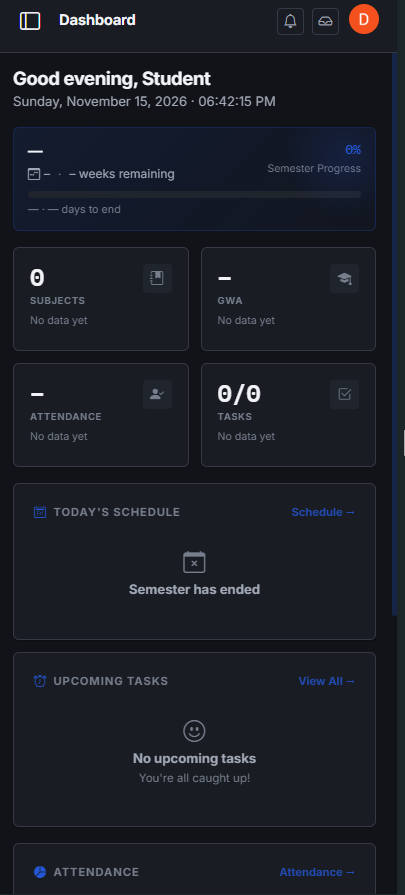 Dashboard
D
Good evening, Student
Sunday, November 15, 2026 · 06:42:15 PM
—
0%
– · – weeks remaining
Semester Progress
— · — days to end
0
SUBJECTS
No data yet
–
GWA
No data yet
–
ATTENDANCE
No data yet
0/0
TASKS
No data yet
TODAY'S SCHEDULE
Schedule →
Semester has ended
UPCOMING TASKS
View All →
No upcoming tasks
You're all caught up!
ATTENDANCE
Attendance →